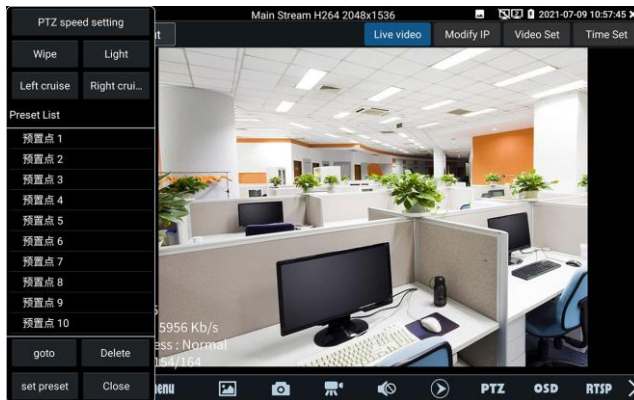 PTZ speed setting
Main Stream H264 2048x1536
2021-07-09 10:57:45
Wipe
Light
Live video
Modify IP
Video Set
Time Set
Left cruise
Right crui...
Preset List
预置点 1
预置点 2
预置点 3
预置点 4
预置点 5
预置点 6
预置点 7
预置点 8
预置点 9
预置点 10
5956 Kb/s
ess : Normal
154/164
goto
Delete
set preset
Close
enu
PTZ
OSD
RTSP